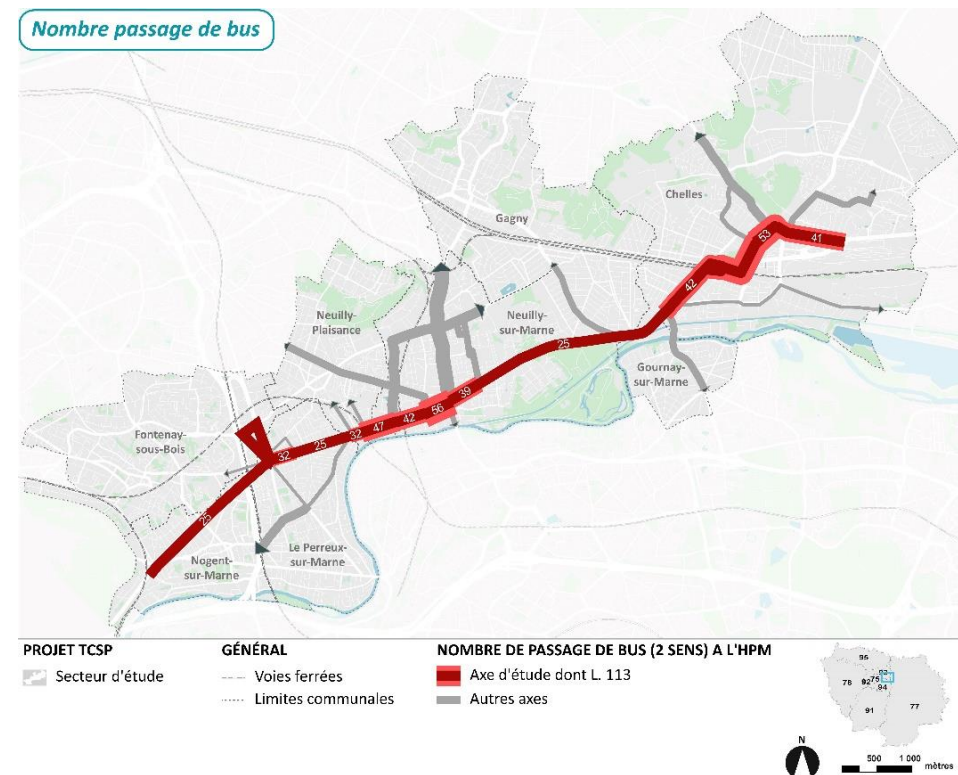 Nombre passage de bus
Chelles
Gagny
53
41
42
Neuilly-
Plaisance
Neuilly-
sur-Marne
25
Gournay-
sur-Marne
39
56
42
47
32
25
32
Fontenay-
sous-Bois
25
Nogent-
sur-Marne
Le Perreux-
sur-Marne
PROJET TCSP
Secteur d'étude
GÉNÉRAL
Voies ferrées
Limites communales
NOMBRE DE PASSAGE DE BUS (2 SENS) A L'HPM
Axe d'étude dont L. 113
Autres axes
95
78
92
75
94
91
77
N
500 1 000
mètres